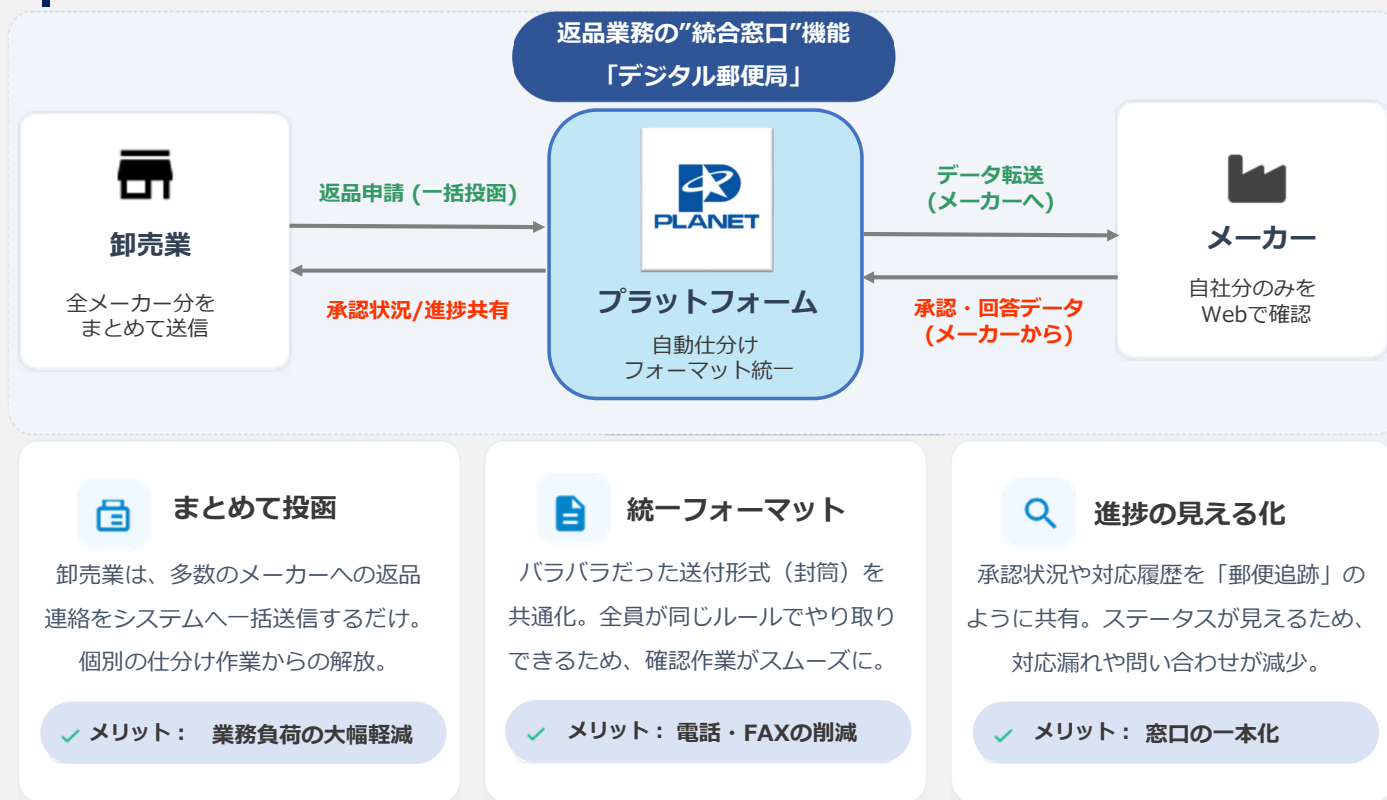 返品業務の”統合窓口”機能
「デジタル郵便局」
卸売業
全メーカー分を
まとめて送信
返品申請 (一括投函)
承認状況/進捗共有
PLANET
プラットフォーム
自動仕分け
フォーマット統一
データ転送
(メーカーへ)
承認・回答データ
(メーカーから)
メーカー
自社分のみを
Webで確認
まとめて投函
卸売業は、多数のメーカーへの返品
連絡をシステムへ一括送信するだけ。
個別の仕分け作業からの解放。
メリット： 業務負荷の大幅軽減
統一フォーマット
バラバラだった送付形式（封筒）を
共通化。全員が同じルールでやり取り
できるため、確認作業がスムーズに。
メリット： 電話・FAXの削減
進捗の見える化
承認状況や対応履歴を「郵便追跡」の
ように共有。ステータスが見えるため、
対応漏れや問い合わせが減少。
メリット： 窓口の一本化